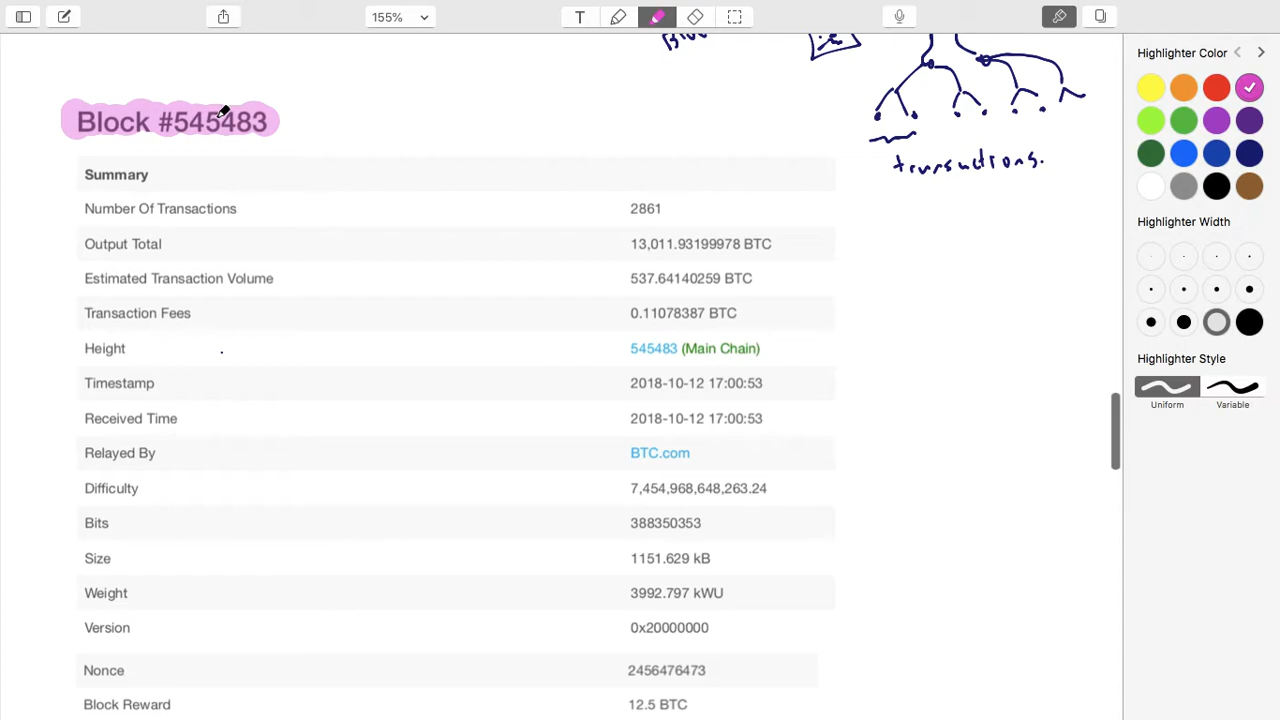 155%
T
Highlighter Color
Block #545483
transactions.
Summary
Number Of Transactions 2861
Output Total 13,011.93199978 BTC
Estimated Transaction Volume 537.64140259 BTC
Transaction Fees 0.11078387 BTC
Height 545483 (Main Chain)
Timestamp 2018-10-12 17:00:53
Received Time 2018-10-12 17:00:53
Relayed By BTC.com
Difficulty 7,454,968,648,263.24
Bits 388350353
Size 1151.629 kB
Weight 3992.797 kWU
Version 0x20000000
Nonce 2456476473
Block Reward 12.5 BTC
Highlighter Width
Highlighter Style
Uniform Variable